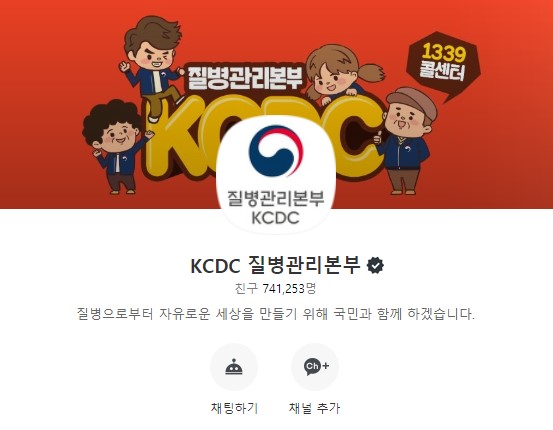 질병관리본부
KCDC
1339
콜센터
질병관리본부
KCDC
KCDC 질병관리본부
친구 741,253명
질병으로부터 자유로운 세상을 만들기 위해 국민과 함께 하겠습니다.
Ch+
채팅하기
채널 추가